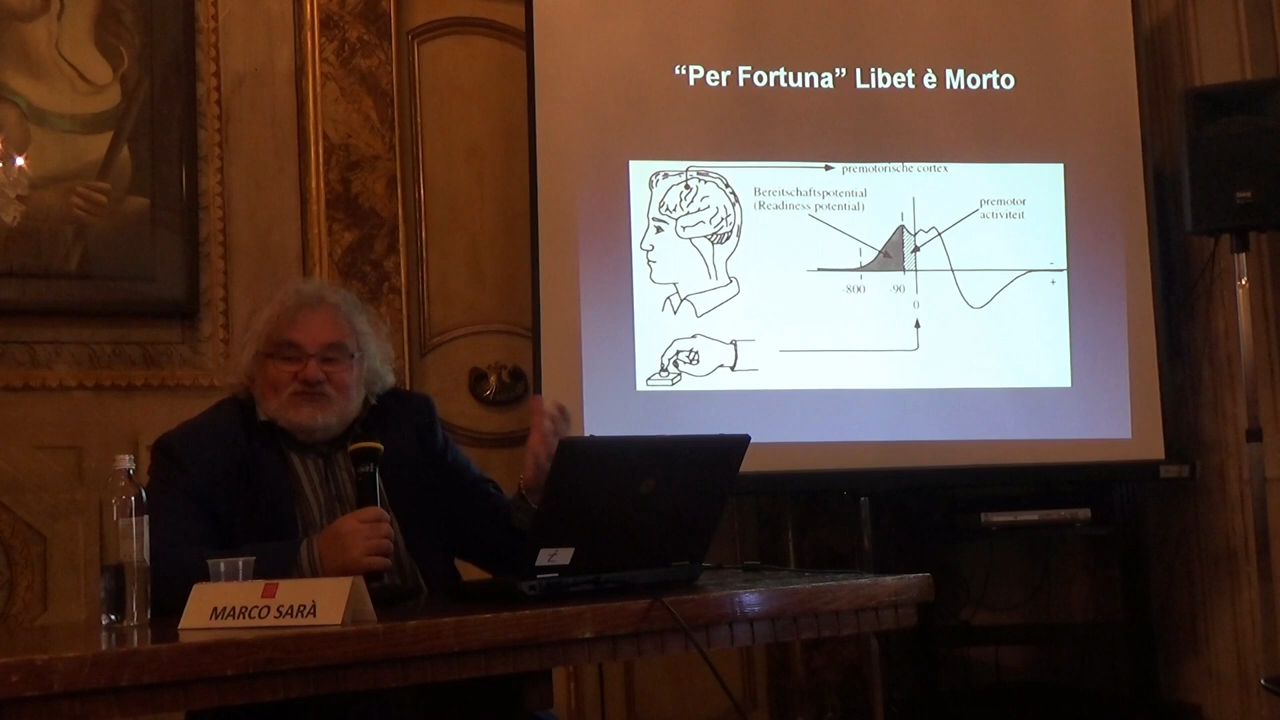 “Per Fortuna” Libet è Morto
premotorische cortex
Bereitschaftspotential
(Readiness potential)
premotor
activiteit
-
+
-800
-90
0
MARCO SARÀ